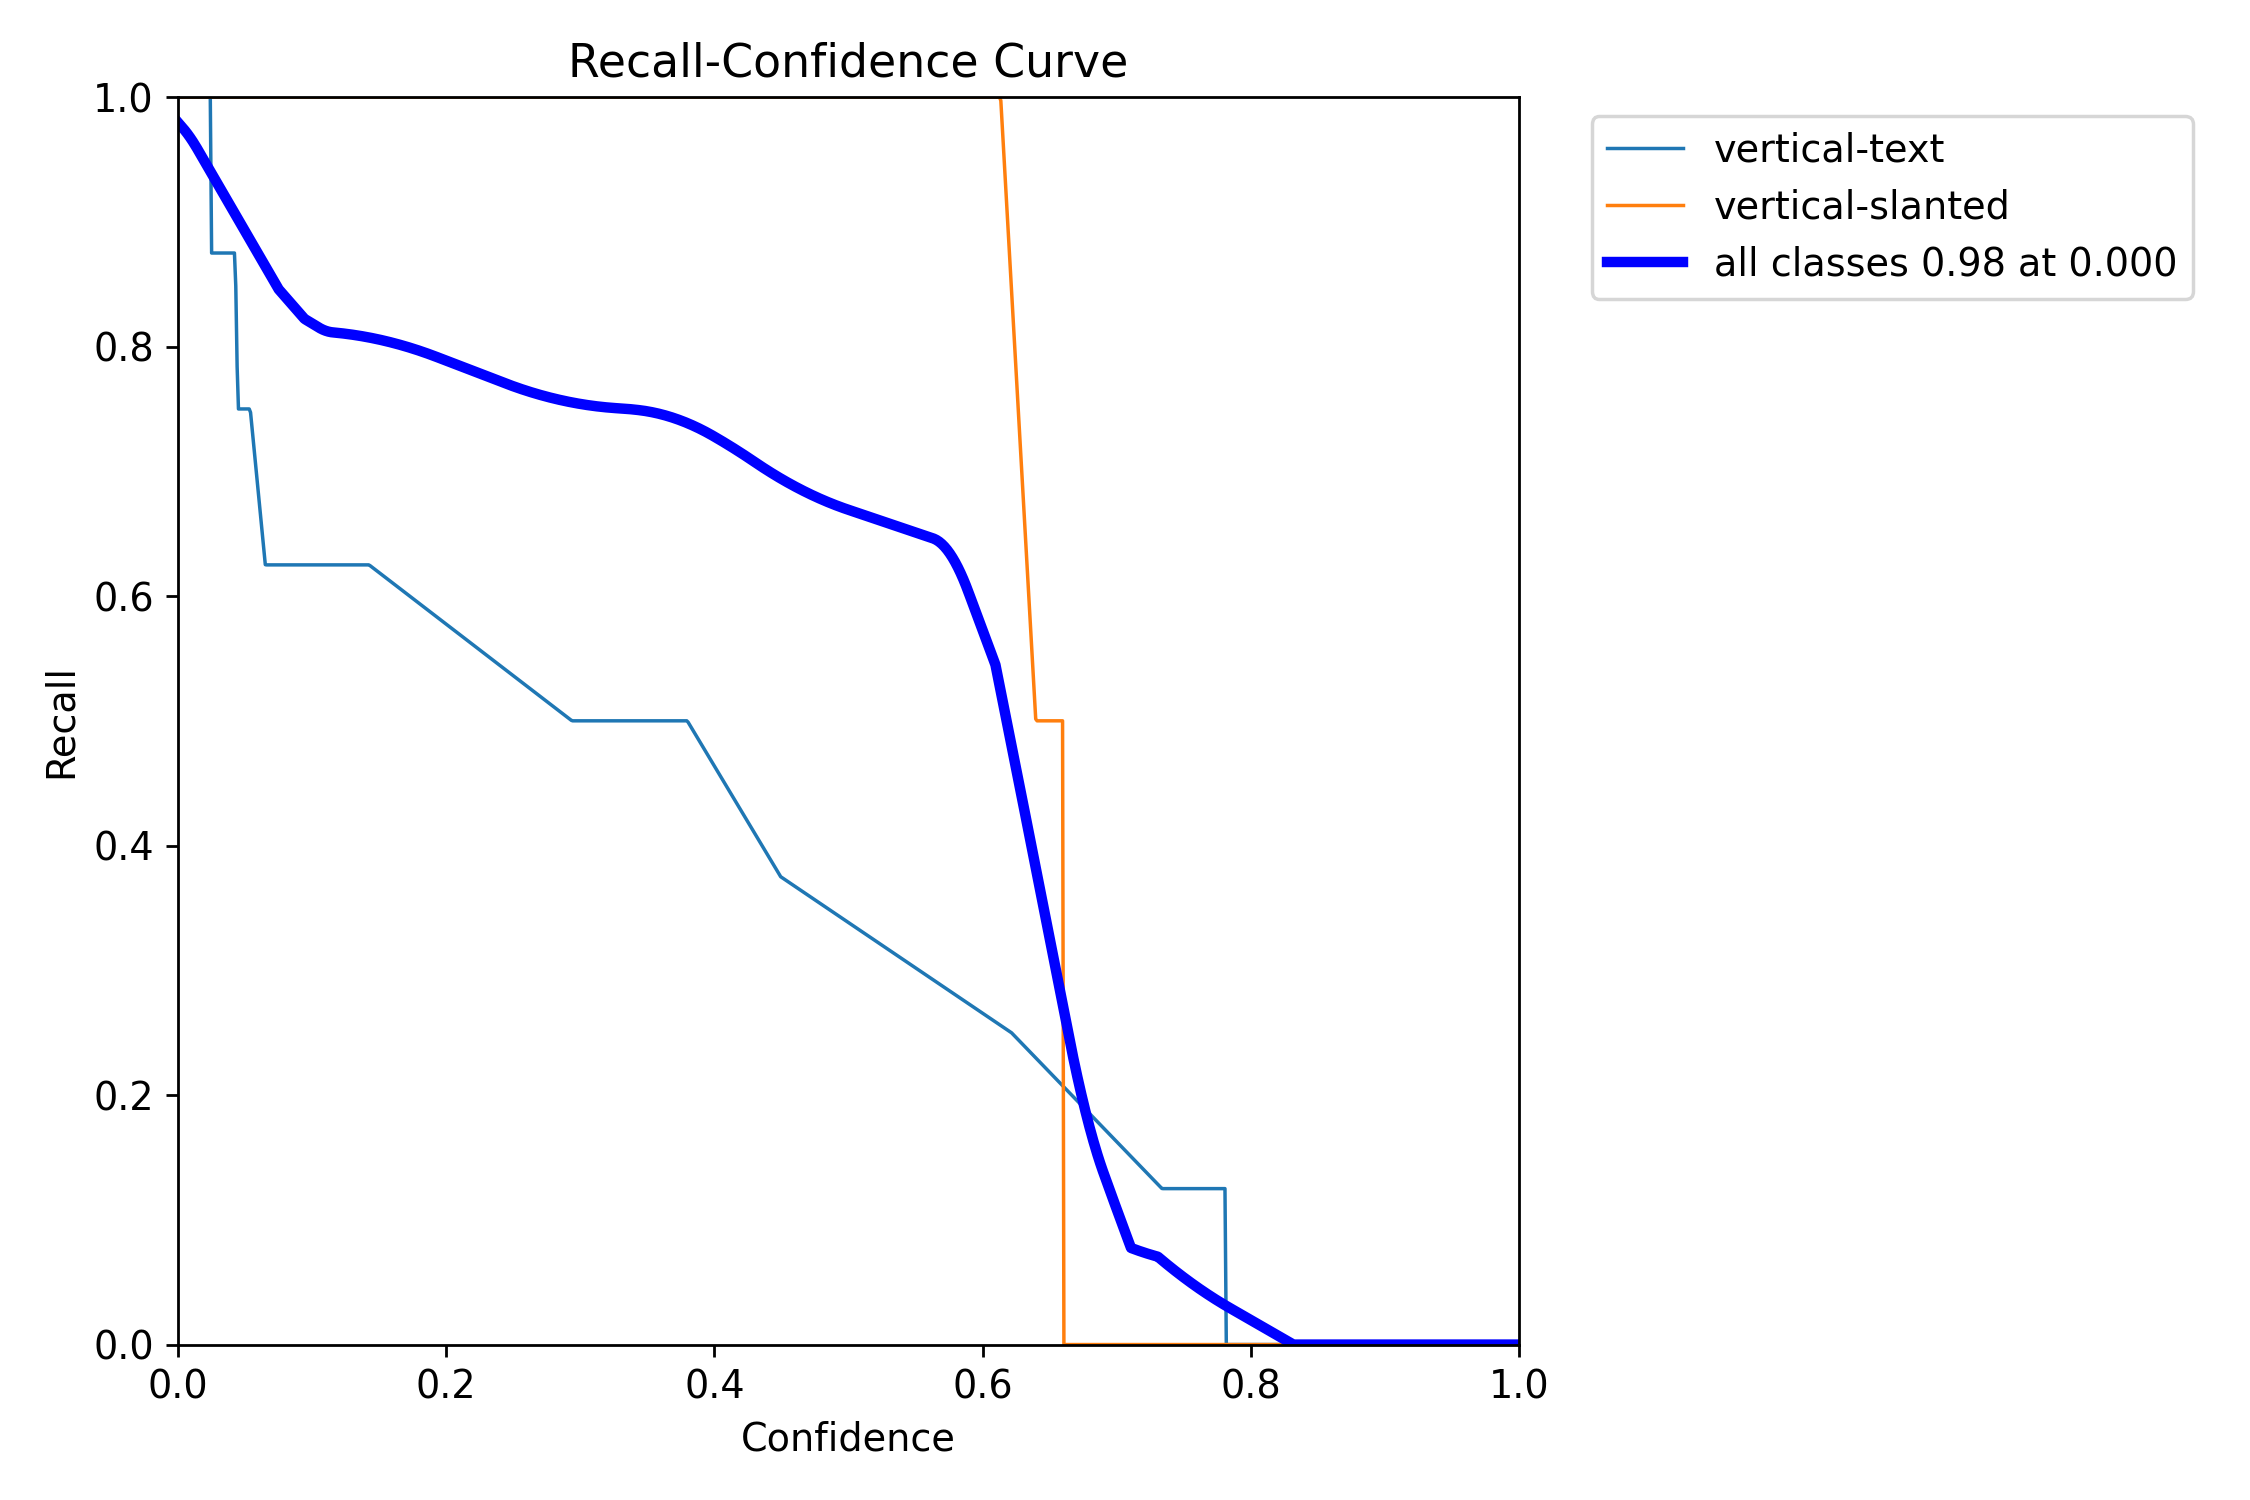 Recall-Confidence Curve
vertical-text
vertical-slanted
all classes 0.98 at 0.000
Recall
1.0
0.8
0.6
0.4
0.2
0.0
0.0 0.2 0.4 0.6 0.8 1.0
Confidence